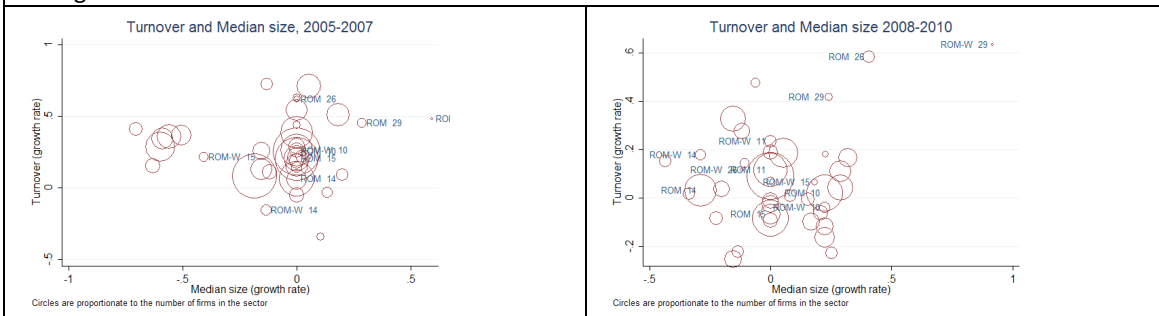 Turnover and Median size, 2005-2007
Turnover (growth rate)
1
.5
0
-.5
ROM 26
ROM 29
ROM-W 15
ROM 15
ROM 14
ROM-W 14
-1
-.5
0
.5
Median size (growth rate)
Circles are proportionate to the number of firms in the sector
Turnover and Median size 2008-2010
Turnover (growth rate)
.6
.4
.2
0
-.2
ROM-W 29
ROM 26
ROM 29
ROM-W 11
ROM-W 14
ROM 11
ROM-W 15
ROM 14
ROM 10
ROM-W 10
ROM 15
-.5
0
.5
1
Median size (growth rate)
Circles are proportionate to the number of firms in the sector